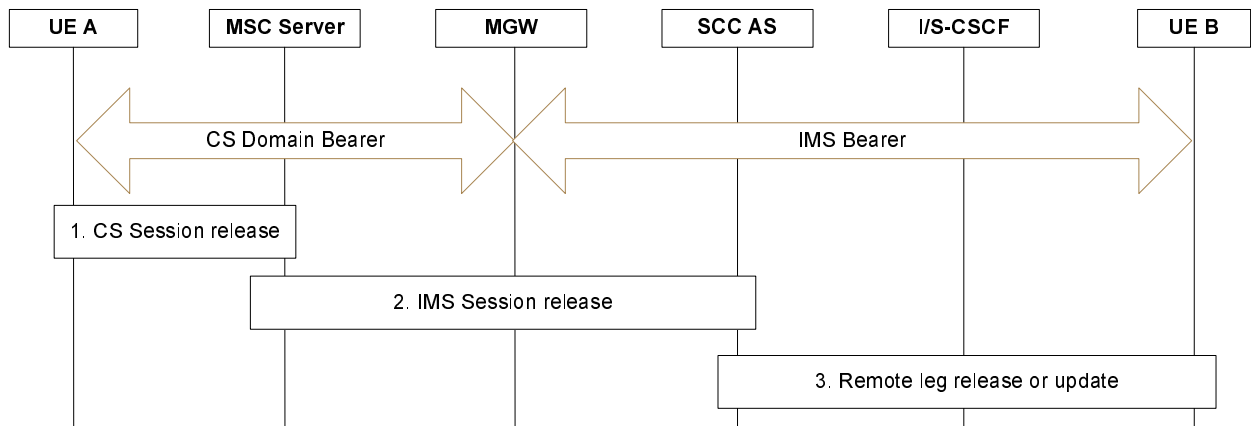 UE A
MSC Server
MGW
SCC AS
I/S-CSCF
UE B
CS Domain Bearer
IMS Bearer
1. CS Session release
2. IMS Session release
3. Remote leg release or update